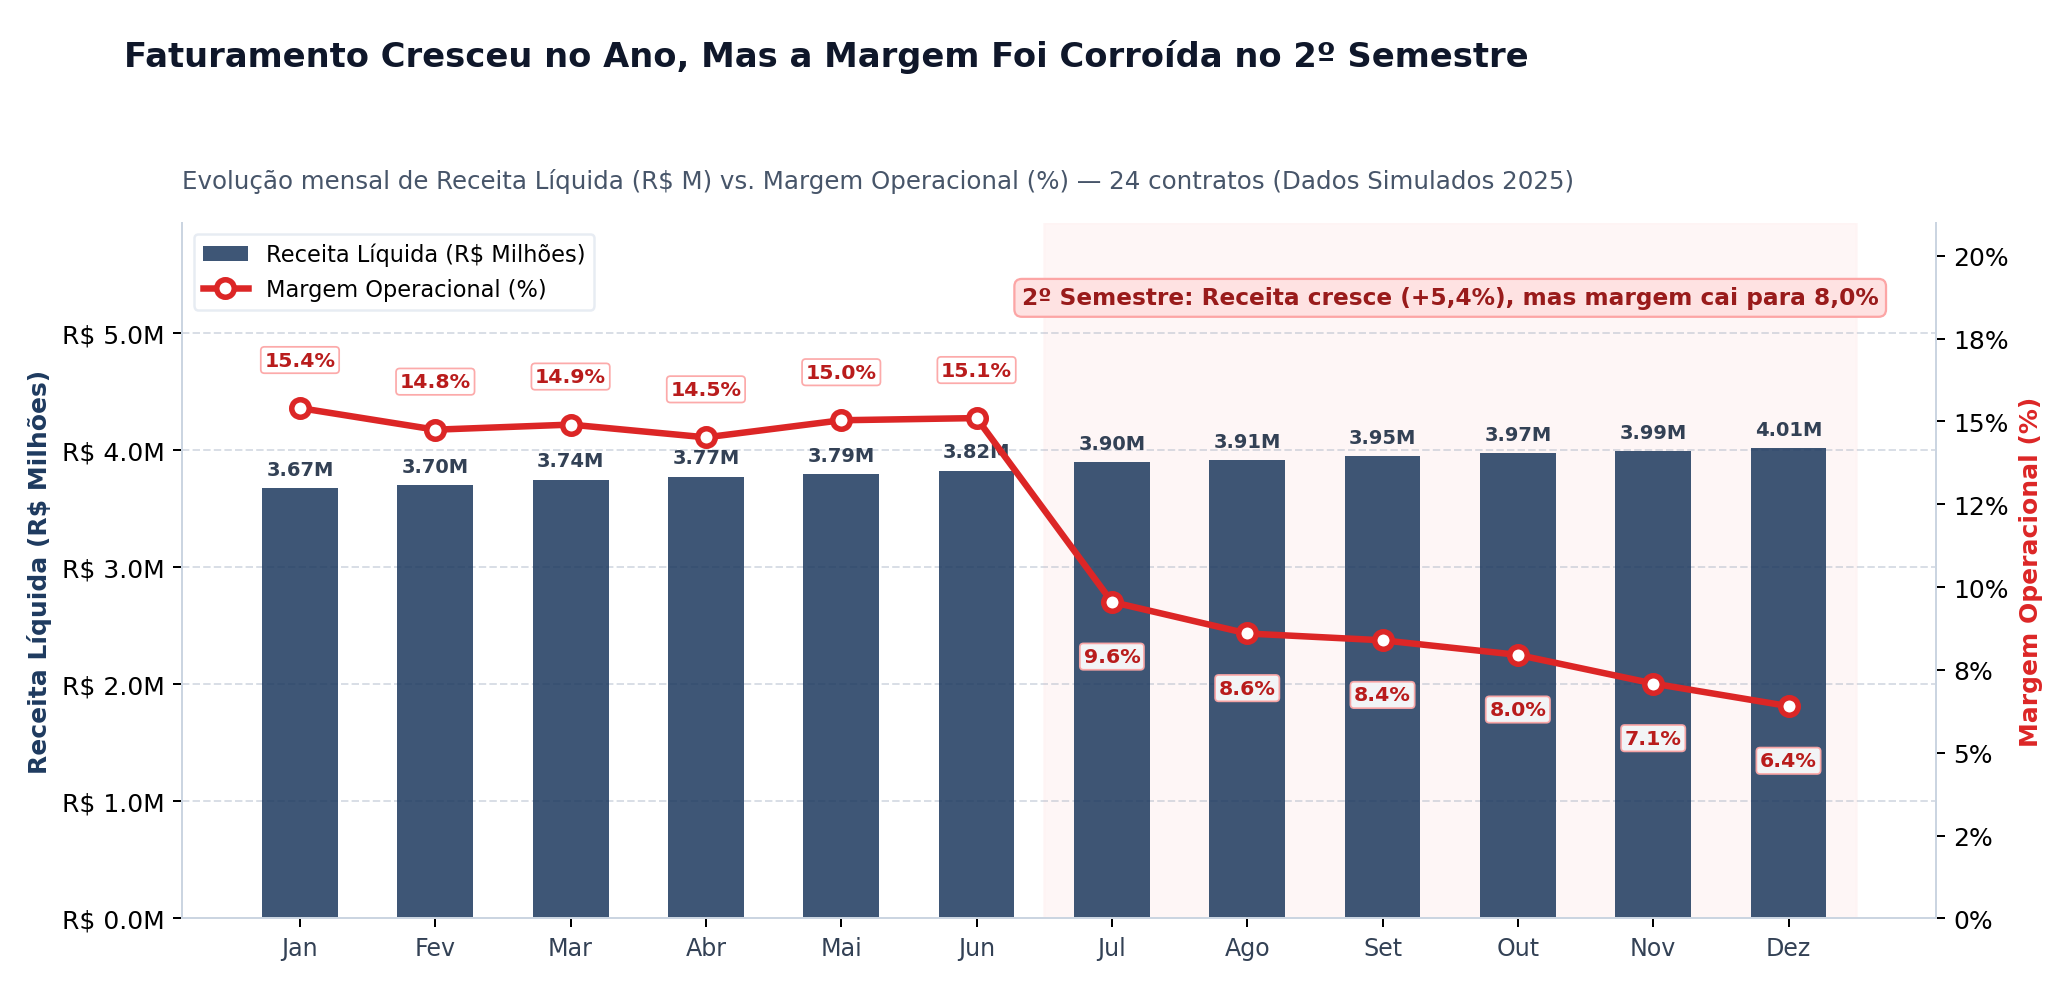 Faturamento Cresceu no Ano, Mas a Margem Foi Corroída no 2º Semestre
Evolução mensal de Receita Líquida (R$ M) vs. Margem Operacional (%) — 24 contratos (Dados Simulados 2025)
Receita Líquida (R$ Milhões)
Margem Operacional (%)
2º Semestre: Receita cresce (+5,4%), mas margem cai para 8,0%
Receita Líquida (R$ Milhões)
R$ 5.0M
R$ 4.0M
R$ 3.0M
R$ 2.0M
R$ 1.0M
R$ 0.0M
15.4%
14.8%
14.9%
14.5%
15.0%
15.1%
9.6%
8.6%
8.4%
8.0%
7.1%
6.4%
3.67M
3.70M
3.74M
3.77M
3.79M
3.82M
3.90M
3.91M
3.95M
3.97M
3.99M
4.01M
20%
18%
15%
12%
10%
8%
5%
2%
0%
Margem Operacional (%)
Jan
Fev
Mar
Abr
Mai
Jun
Jul
Ago
Set
Out
Nov
Dez